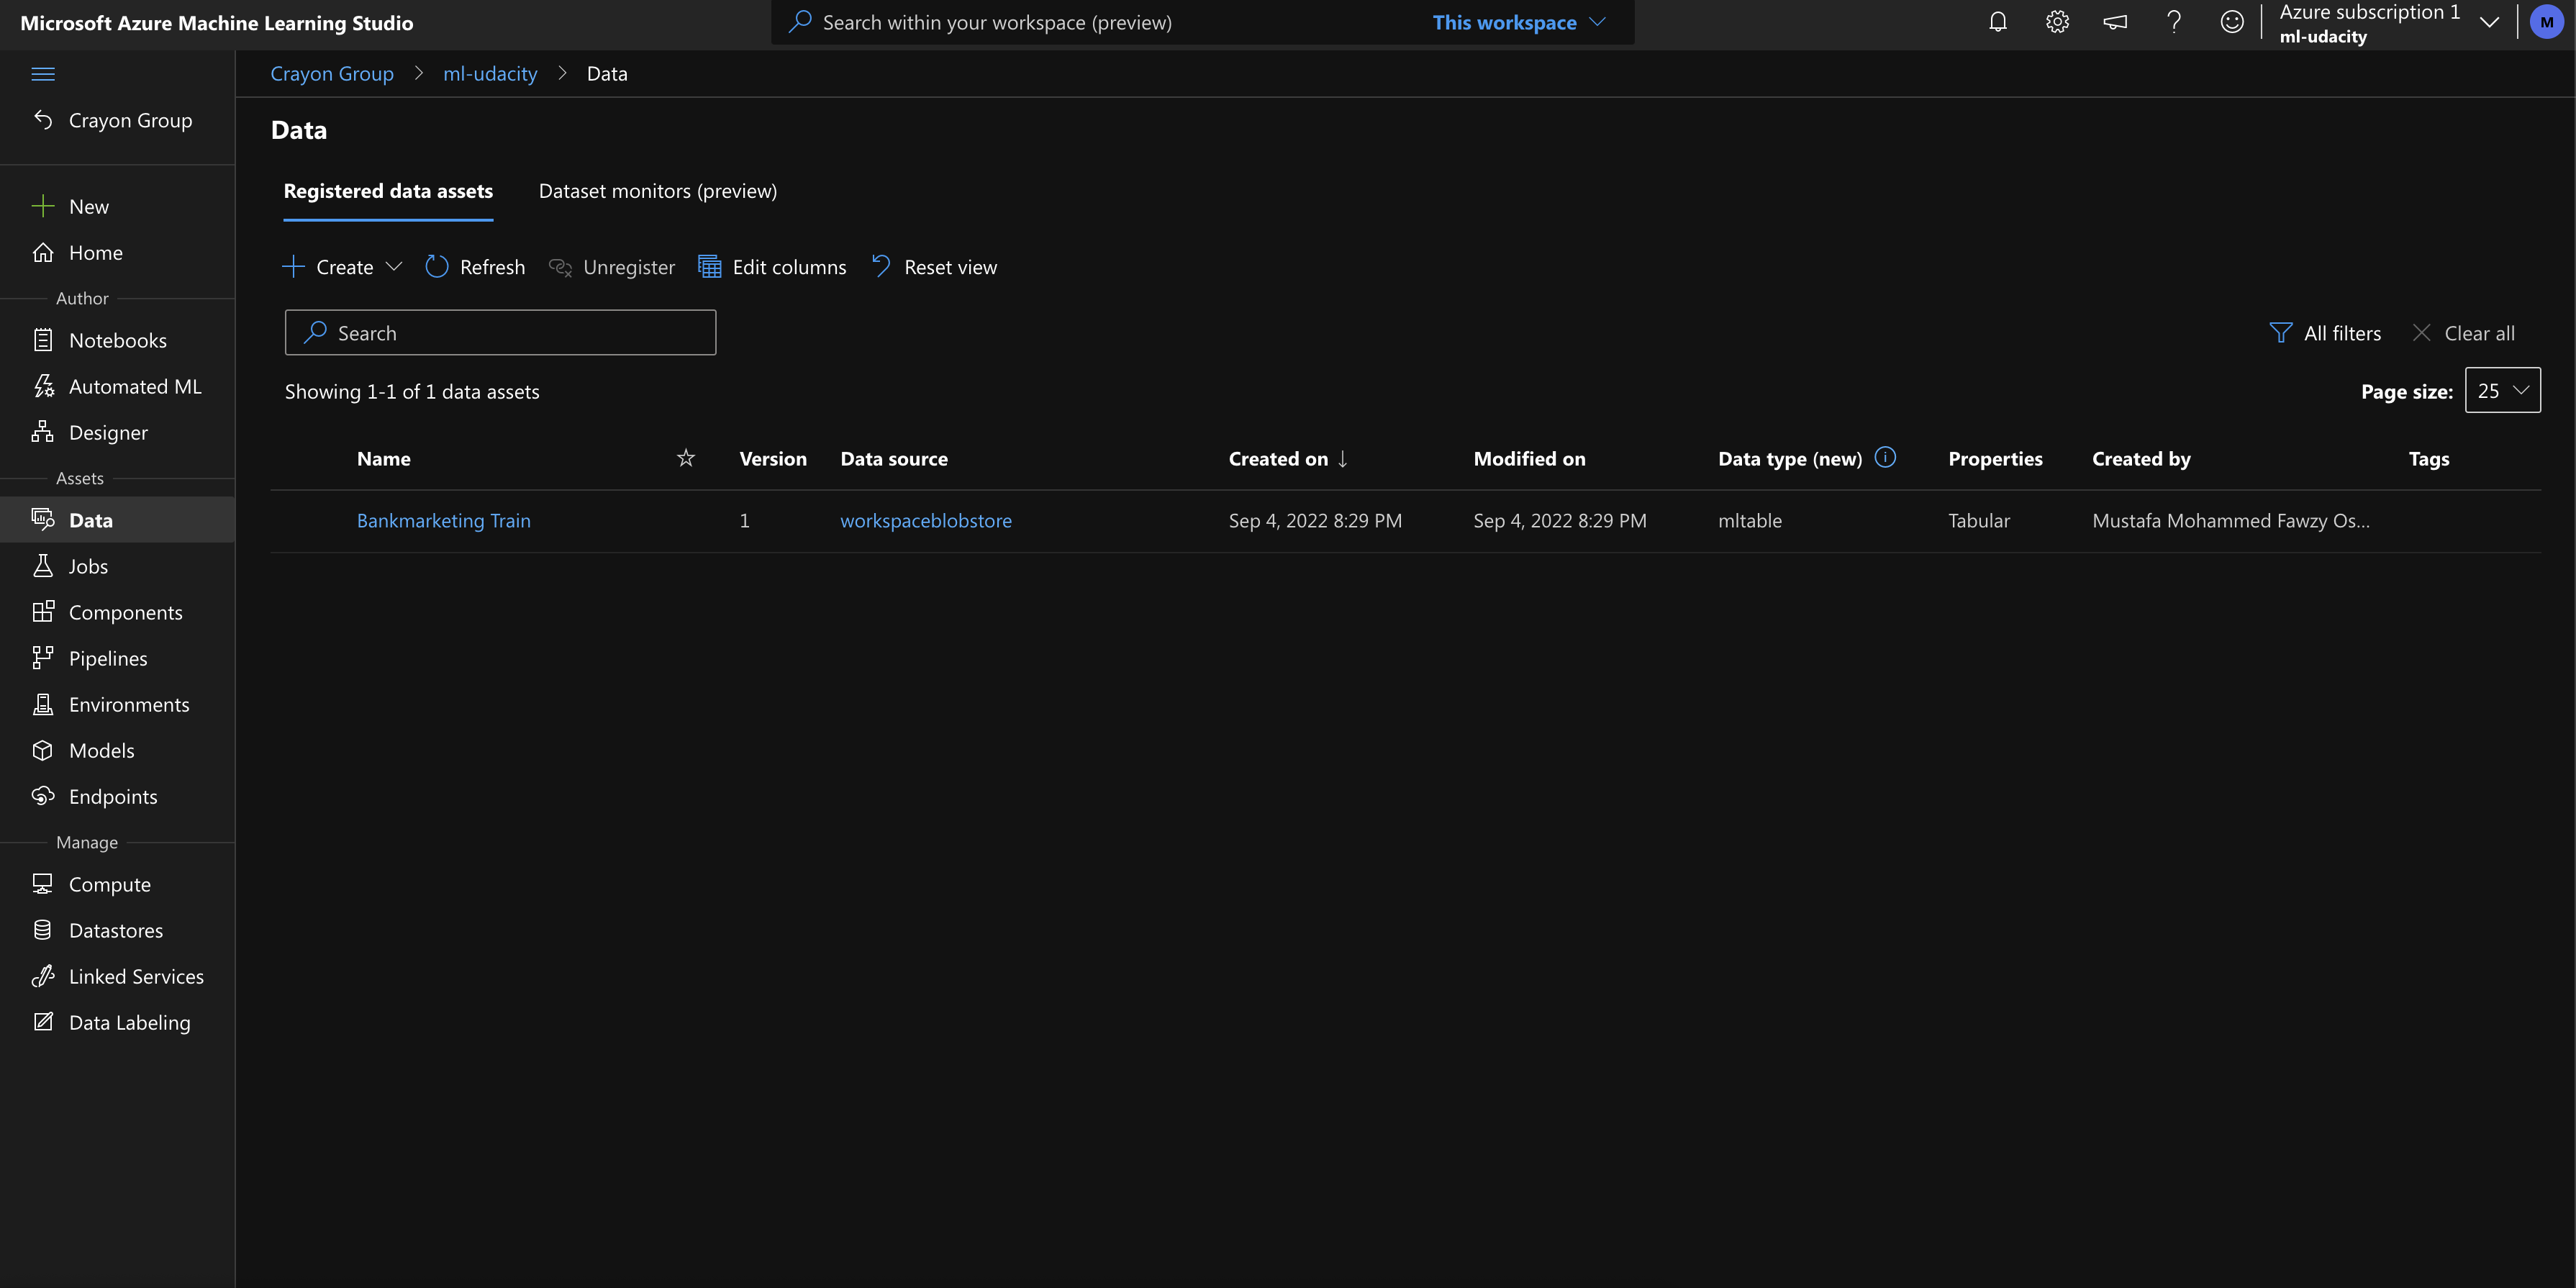 Microsoft Azure Machine Learning Studio
Search within your workspace (preview)
This workspace
Azure subscription 1
ml-udacity
M
Crayon Group
New
Home
Author
Notebooks
Automated ML
Designer
Assets
Data
Jobs
Components
Pipelines
Environments
Models
Endpoints
Manage
Compute
Datastores
Linked Services
Data Labeling
Crayon Group > ml-udacity > Data
Data
Registered data assets Dataset monitors (preview)
Create Refresh Unregister Edit columns Reset view
Search
All filters Clear all
Showing 1-1 of 1 data assets
Page size: 25
Name Version Data source Created on ↓ Modified on Data type (new) Properties Created by Tags
Bankmarketing Train 1 workspaceblobstore Sep 4, 2022 8:29 PM Sep 4, 2022 8:29 PM mltable Tabular Mustafa Mohammed Fawzy Os...